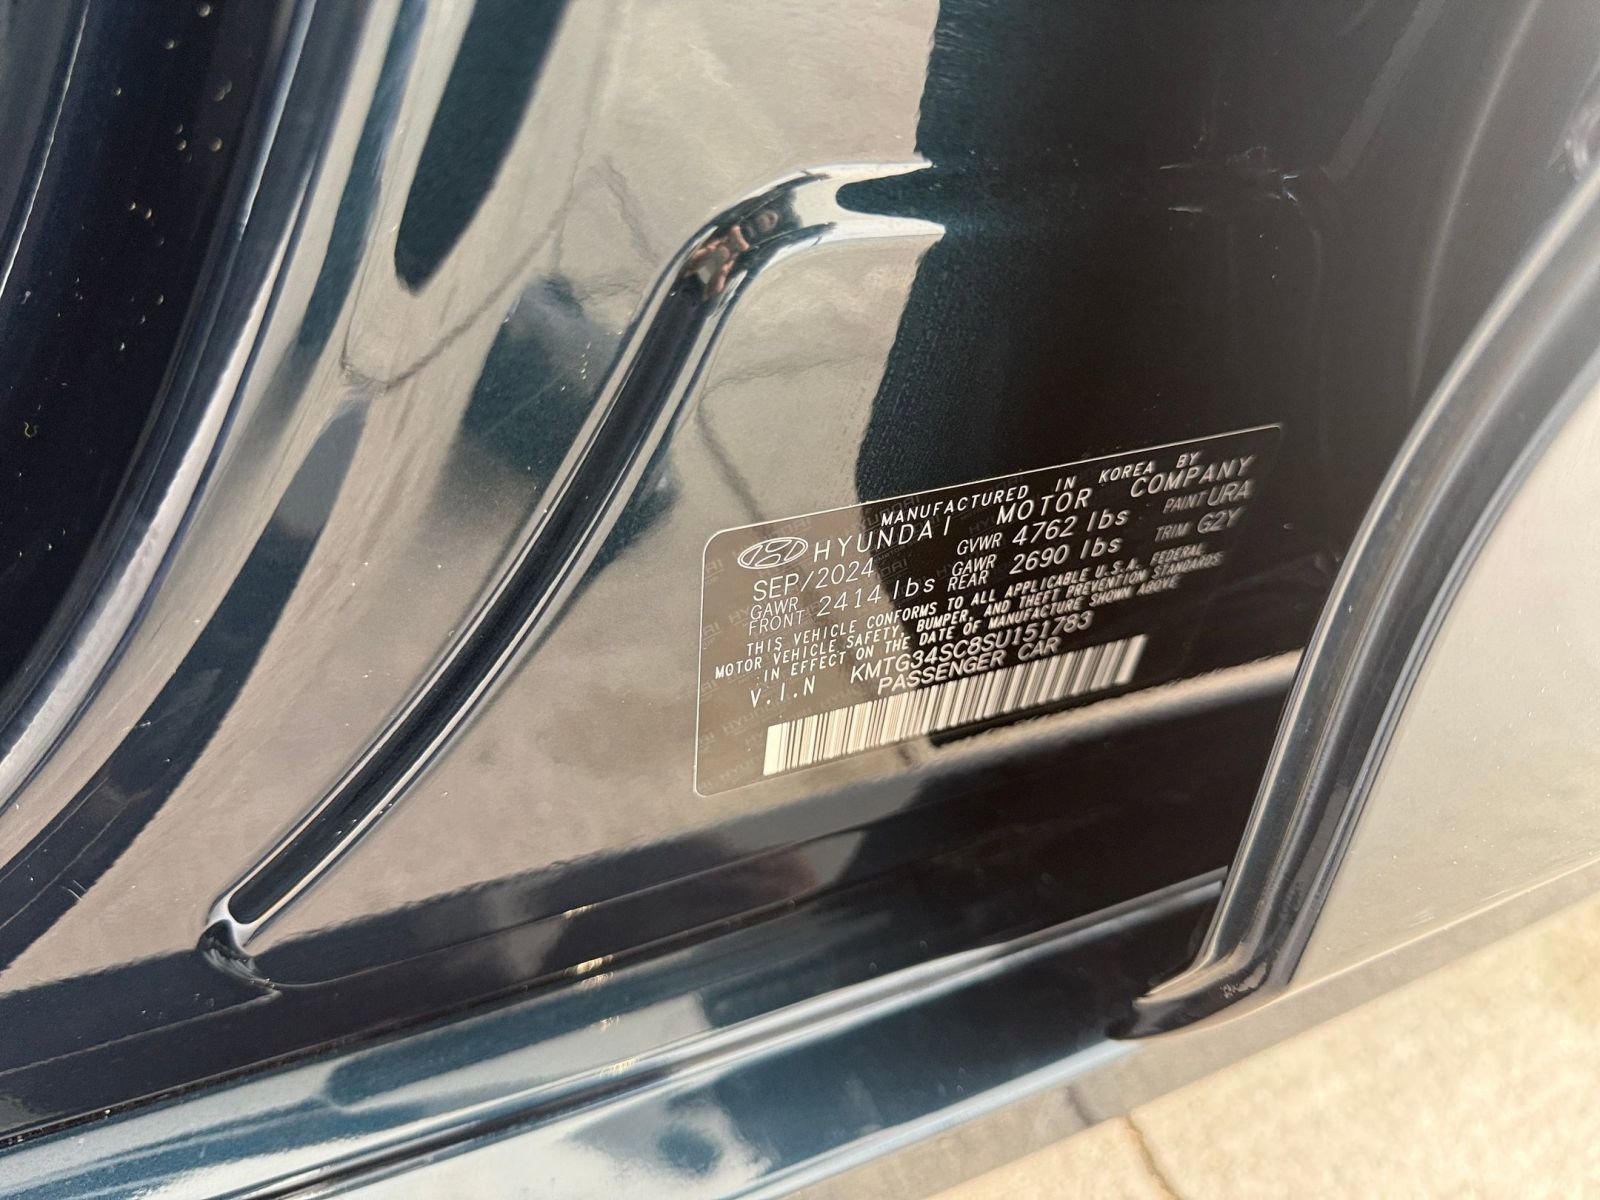 MANUFACTURED IN KOREA BY
HYUNDAI MOTOR COMPANY
SEP/2024 GVWR 4762 lbs PAINT URA
GAWR FRONT 2414 lbs GAWR REAR 2690 lbs TRIM G2Y
THIS VEHICLE CONFORMS TO ALL APPLICABLE U.S.A. FEDERAL
MOTOR VEHICLE SAFETY, BUMPER, AND THEFT PREVENTION STANDARDS
IN EFFECT ON THE DATE OF MANUFACTURE SHOWN ABOVE
V.I.N KMTG34SC8SU151783
PASSENGER CAR